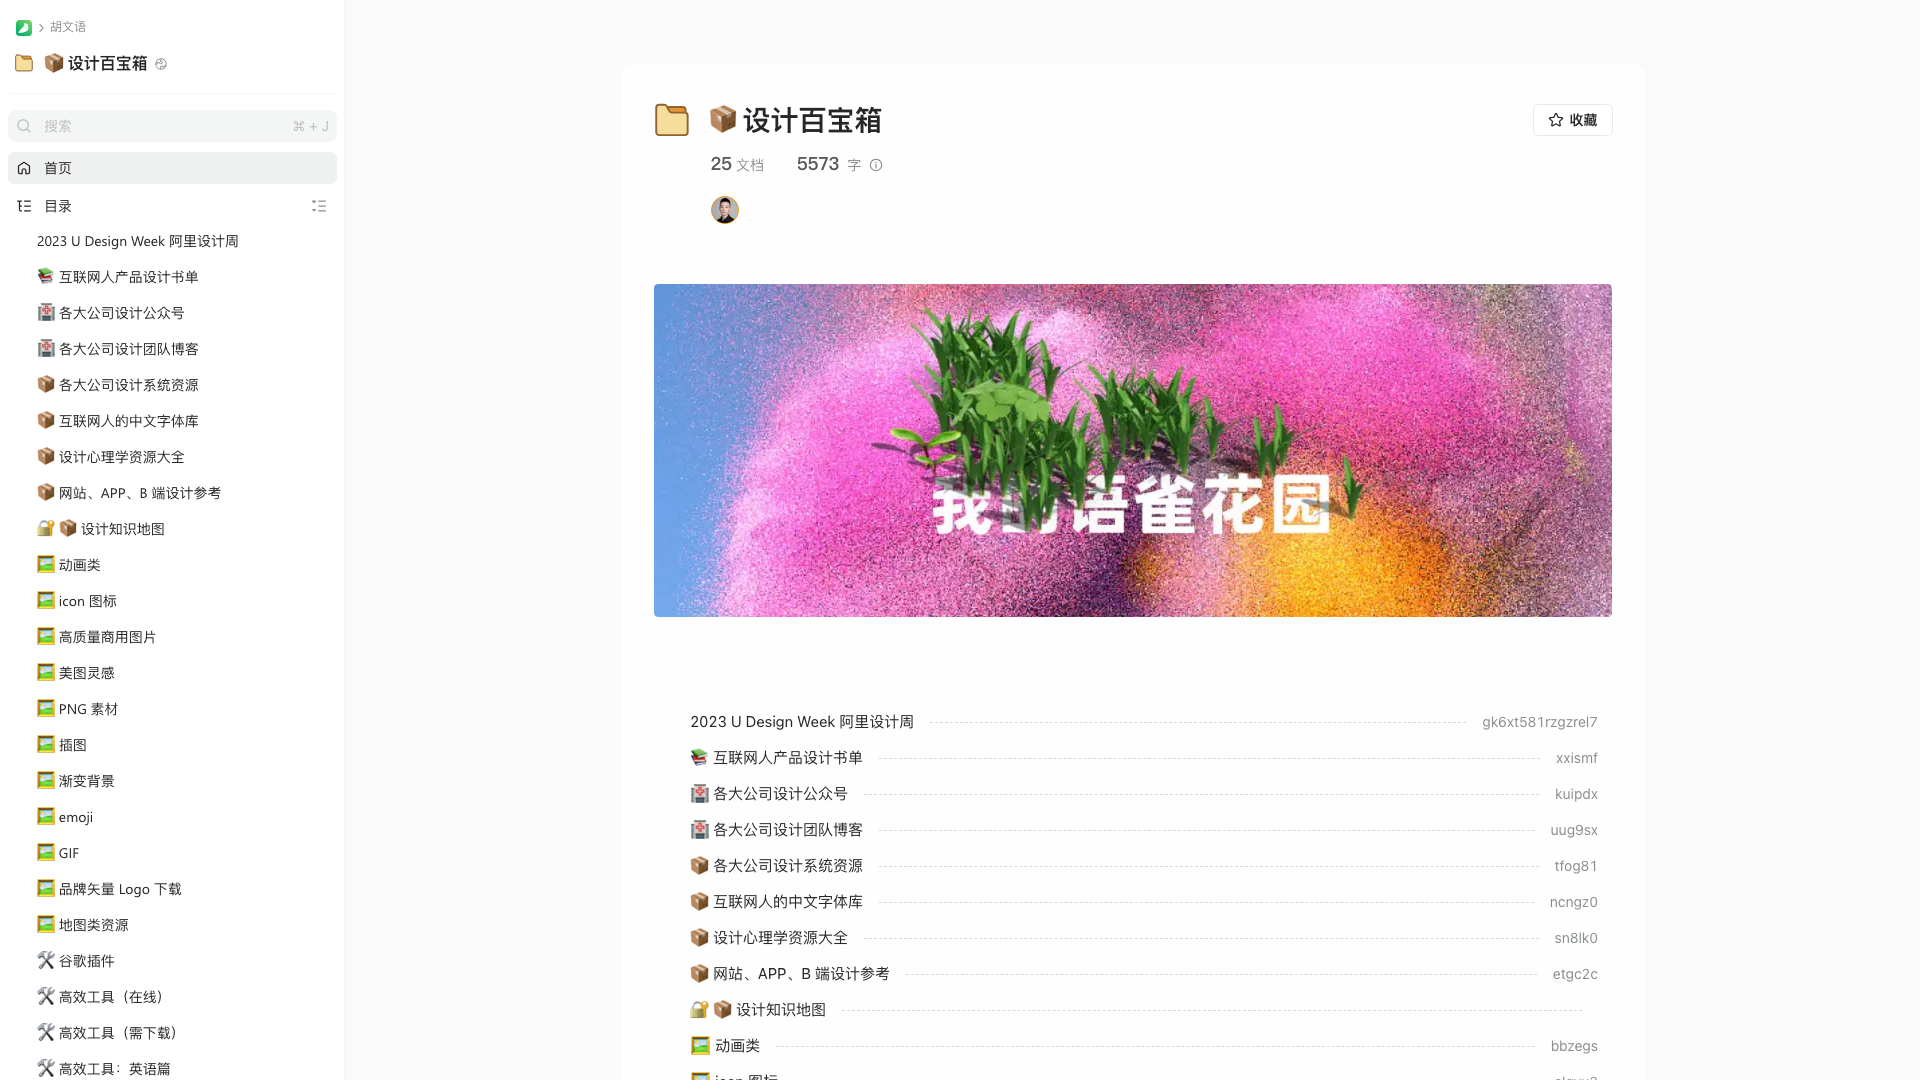 胡文语
设计百宝箱
搜索 ⌘ + J
首页
目录
2023 U Design Week 阿里设计周
互联网人产品设计书单
各大公司设计公众号
各大公司设计团队博客
各大公司设计系统资源
互联网人的中文字体库
设计心理学资源大全
网站、APP、B 端设计参考
设计知识地图
动画类
icon 图标
高质量商用图片
美图灵感
PNG 素材
插图
渐变背景
emoji
GIF
品牌矢量 Logo 下载
地图类资源
谷歌插件
高效工具（在线）
高效工具（需下载）
高效工具：英语篇
设计百宝箱
收藏
25 文档 5573 字
我的语雀花园
2023 U Design Week 阿里设计周 gk6xt581rzgzrel7
互联网人产品设计书单 xxismf
各大公司设计公众号 kuipdx
各大公司设计团队博客 uug9sx
各大公司设计系统资源 tfog81
互联网人的中文字体库 ncngz0
设计心理学资源大全 sn8lk0
网站、APP、B 端设计参考 etgc2c
设计知识地图
动画类 bbzegs
icon 图标